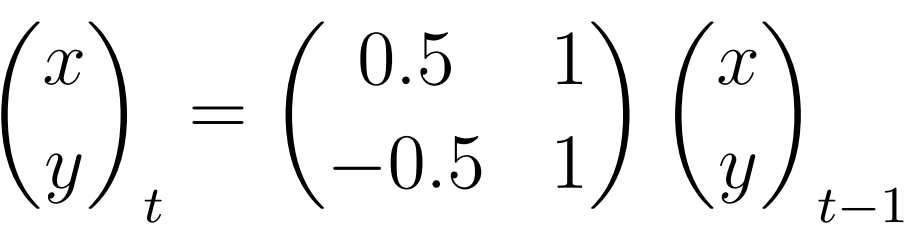 (x y)_t = (0.5 1 −0.5 1) (x y)_{t−1}